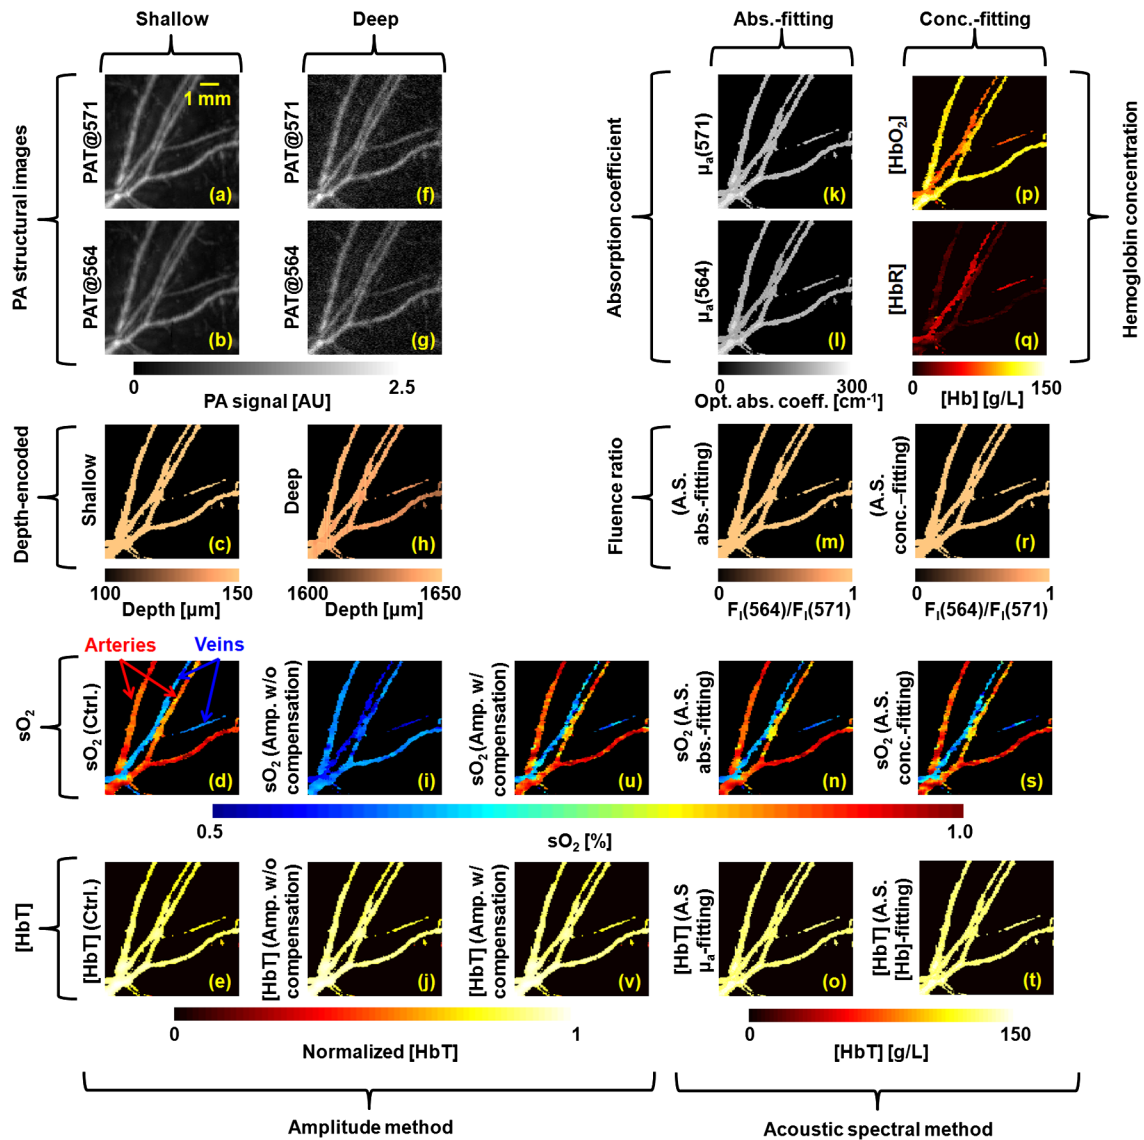 Shallow
Deep
Abs.-fitting
Conc.-fitting
PA structural images
PAT@571
1 mm
(a)
PAT@571
(f)
Absorption coefficient
μa(571)
(k)
[HbO2]
(p)
Hemoglobin concentration
PAT@564
(b)
PAT@564
(g)
μa(564)
(l)
[HbR]
(q)
0
2.5
PA signal [AU]
0
300
Opt. abs. coeff. [cm-1]
0
150
[Hb] [g/L]
Depth-encoded
Shallow
(c)
Deep
(h)
Fluence ratio
(A.S.
abs.-fitting)
(m)
(A.S.
conc.–fitting)
(r)
100
150
Depth [μm]
1600
1650
Depth [μm]
0
1
Fl(564)/Fl(571)
0
1
Fl(564)/Fl(571)
Arteries
Veins
sO2
sO2 (Ctrl.)
(d)
sO2 (Amp. w/o
compensation)
(i)
sO2 (Amp. w/
compensation)
(u)
sO2 (A.S.
abs.-fitting)
(n)
sO2 (A.S.
conc.-fitting)
(s)
0.5
1.0
sO2 [%]
[HbT]
[HbT] (Ctrl.)
(e)
[HbT] (Amp. w/o
compensation)
(j)
[HbT] (Amp. w/
compensation)
(v)
[HbT] (A.S
μa-fitting)
(o)
[HbT] (A.S
[Hb]-fitting)
(t)
0
1
Normalized [HbT]
0
150
[HbT] [g/L]
Amplitude method
Acoustic spectral method